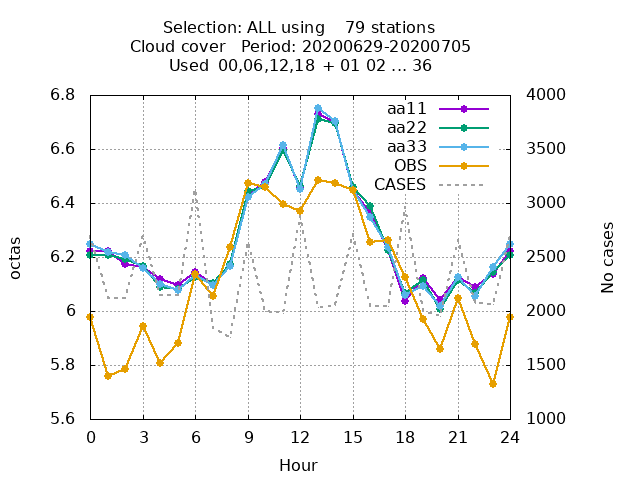 Selection: ALL using    79 stations
Cloud cover   Period: 20200629-20200705
Used  00,06,12,18  + 01 02 ... 36
aa11
aa22
aa33
OBS
CASES
6.8
6.6
6.4
6.2
6
5.8
5.6
4000
3500
3000
2500
2000
1500
1000
octas
No cases
0 3 6 9 12 15 18 21 24
Hour